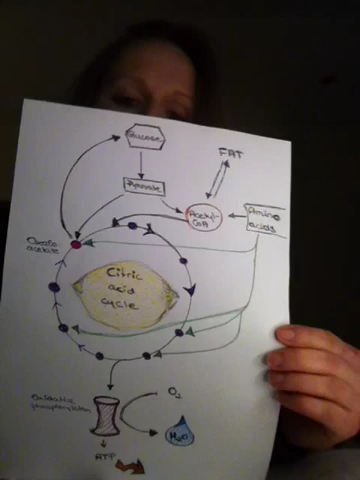 Glucose
FAT
Pyruvate
Acetyl-
CoA
Amino
acids
Oxalo
acetate
Citric
acid
cycle
Oxidative
phosphorylation
O2
H2O
ATP